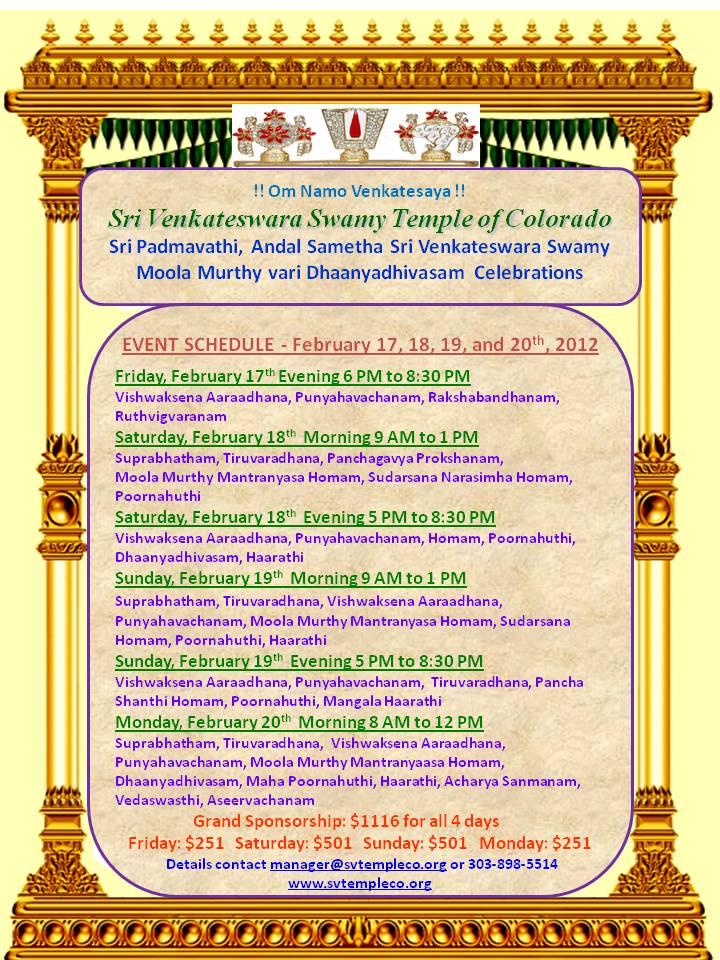 !! Om Namo Venkatesaya !!
Sri Venkateswara Swamy Temple of Colorado
Sri Padmavathi, Andal Sametha Sri Venkateswara Swamy
Moola Murthy vari Dhaanyadhivasam Celebrations
EVENT SCHEDULE - February 17, 18, 19, and 20th, 2012
Friday, February 17th Evening 6 PM to 8:30 PM
Vishwaksena Aaraadhana, Punyahavachanam, Rakshabandhanam,
Ruthvigvaranam
Saturday, February 18th Morning 9 AM to 1 PM
Suprabhatham, Tiruvaradhana, Panchagavya Prokshanam,
Moola Murthy Mantranyasa Homam, Sudarsana Narasimha Homam,
Poornahuthi
Saturday, February 18th Evening 5 PM to 8:30 PM
Vishwaksena Aaraadhana, Punyahavachanam, Homam, Poornahuthi,
Dhaanyadhivasam, Haarathi
Sunday, February 19th Morning 9 AM to 1 PM
Suprabhatham, Tiruvaradhana, Vishwaksena Aaraadhana,
Punyahavachanam, Moola Murthy Mantranyasa Homam, Sudarsana
Homam, Poornahuthi, Haarathi
Sunday, February 19th Evening 5 PM to 8:30 PM
Vishwaksena Aaraadhana, Punyahavachanam, Tiruvaradhana, Pancha
Shanthi Homam, Poornahuthi, Mangala Haarathi
Monday, February 20th Morning 8 AM to 12 PM
Suprabhatham, Tiruvaradhana, Vishwaksena Aaraadhana,
Punyahavachanam, Moola Murthy Mantranyaasa Homam,
Dhaanyadhivasam, Maha Poornahuthi, Haarathi, Acharya Sanmanam,
Vedaswasthi, Aseervachanam
Grand Sponsorship: $1116 for all 4 days
Friday: $251 Saturday: $501 Sunday: $501 Monday: $251
Details contact manager@svtempleco.org or 303-898-5514
www.svtempleco.org